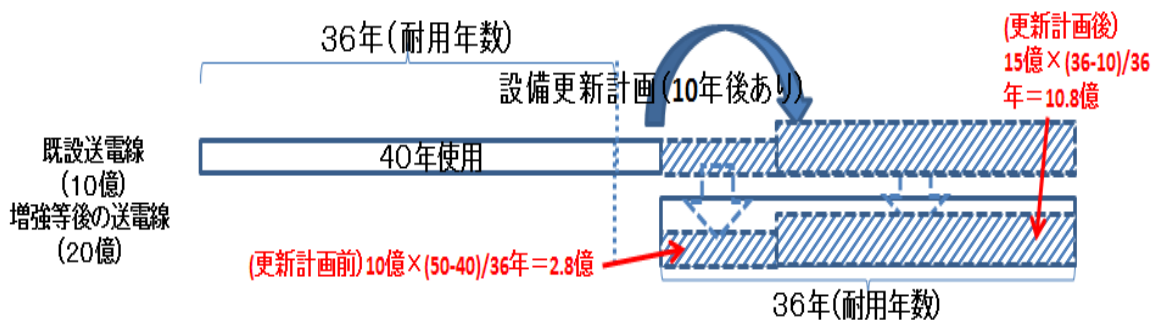 36年(耐用年数)
設備更新計画(10年後あり)
(更新計画後)
15億×(36-10)/36
年＝10.8億
既設送電線
(10億)
40年使用
増強等後の送電線
(20億)
(更新計画前)10億×(50-40)/36年＝2.8億
36年(耐用年数)